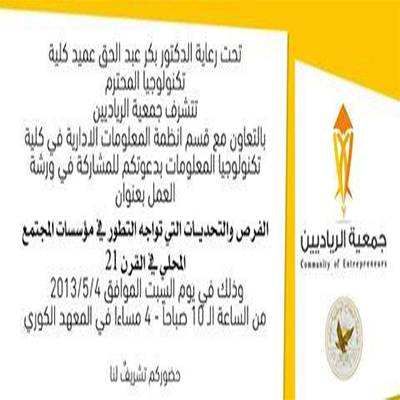 تحت رعاية الدكتور بكر عبد الحق عميد كلية
تكنولوجيا المحترم
تتشرف جمعية الرياديين
بالتعاون مع قسم انظمة المعلومات الادارية في كلية
تكنولوجيا المعلومات بدعوتكم للمشاركة في ورشة
العمل بعنوان
الفرص والتحديات التي تواجه التطور في مؤسسات المجتمع
المحلي في القرن 21
وذلك في يوم السبت الموافق 2013/5/4
من الساعة الـ 10 صباحا - 4 مساءا في المعهد الكوري
حضوركم تشريفٌ لنا
جمعية الرياديين
Community of Entrepreneurs